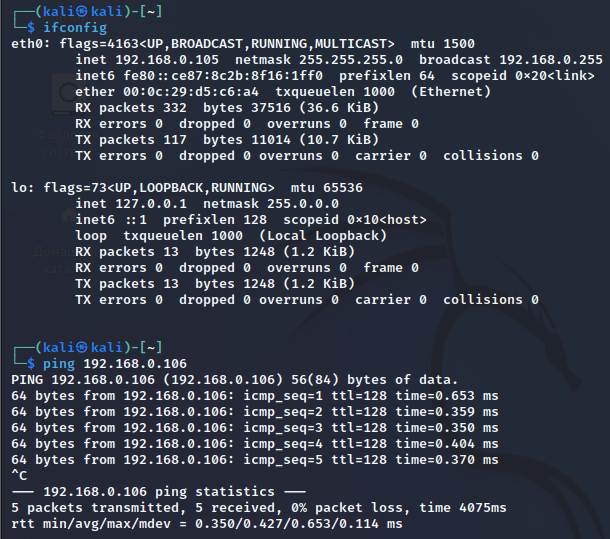 ┌──(kali㉿kali)-[~]
└─$ ifconfig
eth0: flags=4163<UP,BROADCAST,RUNNING,MULTICAST>  mtu 1500
        inet 192.168.0.105  netmask 255.255.255.0  broadcast 192.168.0.255
        inet6 fe80::ce87:8c2b:8f16:1ff0  prefixlen 64  scopeid 0×20<link>
        ether 00:0c:29:d5:c6:a4  txqueuelen 1000  (Ethernet)
        RX packets 332  bytes 37516 (36.6 KiB)
        RX errors 0  dropped 0  overruns 0  frame 0
        TX packets 117  bytes 11014 (10.7 KiB)
        TX errors 0  dropped 0 overruns 0  carrier 0  collisions 0

lo: flags=73<UP,LOOPBACK,RUNNING>  mtu 65536
        inet 127.0.0.1  netmask 255.0.0.0
        inet6 ::1  prefixlen 128  scopeid 0×10<host>
        loop  txqueuelen 1000  (Local Loopback)
        RX packets 13  bytes 1248 (1.2 KiB)
        RX errors 0  dropped 0  overruns 0  frame 0
        TX packets 13  bytes 1248 (1.2 KiB)
        TX errors 0  dropped 0 overruns 0  carrier 0  collisions 0

┌──(kali㉿kali)-[~]
└─$ ping 192.168.0.106
PING 192.168.0.106 (192.168.0.106) 56(84) bytes of data.
64 bytes from 192.168.0.106: icmp_seq=1 ttl=128 time=0.653 ms
64 bytes from 192.168.0.106: icmp_seq=2 ttl=128 time=0.359 ms
64 bytes from 192.168.0.106: icmp_seq=3 ttl=128 time=0.350 ms
64 bytes from 192.168.0.106: icmp_seq=4 ttl=128 time=0.404 ms
64 bytes from 192.168.0.106: icmp_seq=5 ttl=128 time=0.370 ms
^C
--- 192.168.0.106 ping statistics ---
5 packets transmitted, 5 received, 0% packet loss, time 4075ms
rtt min/avg/max/mdev = 0.350/0.427/0.653/0.114 ms